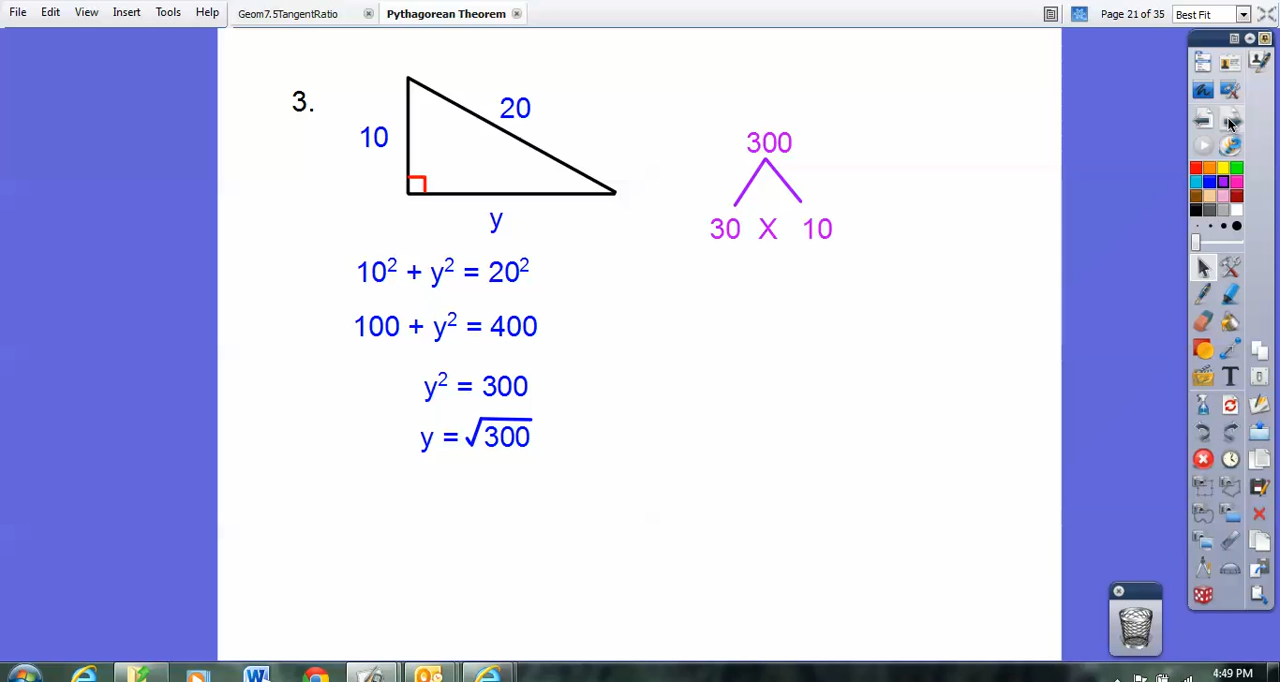 File Edit View Insert Tools Help Geom7.5TangentRatio Pythagorean Theorem Page 21 of 35 Best Fit
3.
20
10
y
300
30 X 10
10² + y² = 20²
100 + y² = 400
y² = 300
y = √300
4:49 PM